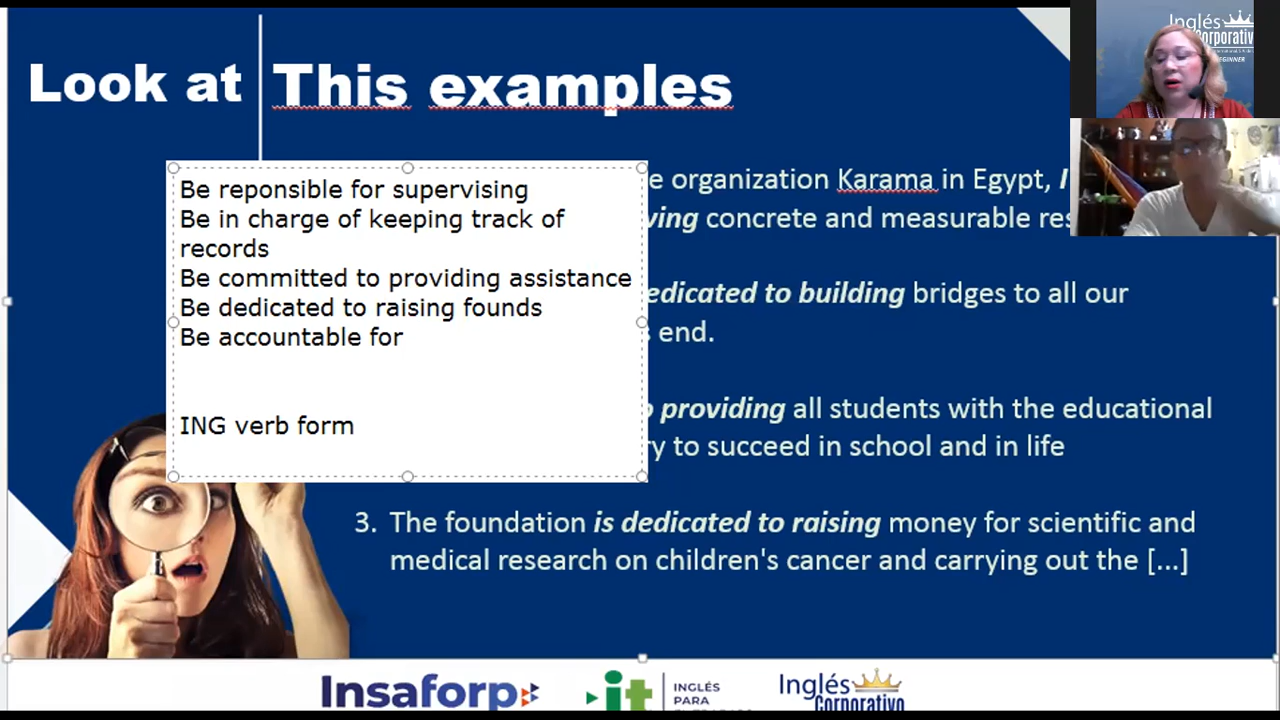 Look at
This examples
Inglés
Corporativ
EGINNER
Be reponsible for supervising
Be in charge of keeping track of
records
Be committed to providing assistance
Be dedicated to raising founds
Be accountable for
ING verb form
e organization Karama in Egypt, I
ving concrete and measurable res
edicated to building bridges to all our
end.
providing all students with the educational
ry to succeed in school and in life
3. The foundation is dedicated to raising money for scientific and
medical research on children's cancer and carrying out the [...]
Insaforp
it
INGLÉS
PARA
Inglés
Corporativo